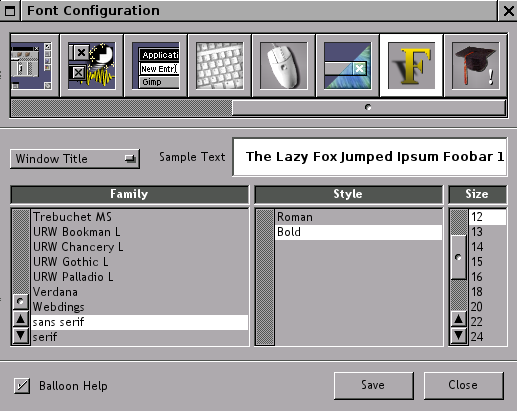 Font Configuration
Applicatio
New Entr
Gimp
F
!
Window Title
Sample Text
The Lazy Fox Jumped Ipsum Foobar 1
Family
Style
Size
Trebuchet MS
URW Bookman L
URW Chancery L
URW Gothic L
URW Palladio L
Verdana
Webdings
sans serif
serif
Roman
Bold
12
13
14
15
16
18
20
22
24
Balloon Help
Save
Close